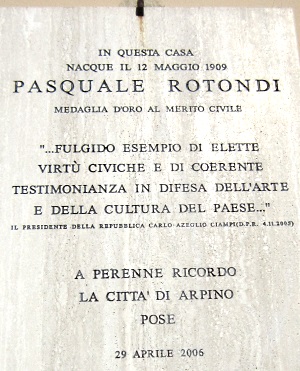 IN QUESTA CASA
NACQUE IL 12 MAGGIO 1909
PASQUALE ROTONDI
MEDAGLIA D'ORO AL MERITO CIVILE
"...FULGIDO ESEMPIO DI ELETTE
VIRTÙ CIVICHE E DI COERENTE
TESTIMONIANZA IN DIFESA DELL'ARTE
E DELLA CULTURA DEL PAESE..."
IL PRESIDENTE DELLA REPUBBLICA CARLO AZEGLIO CIAMPI (D.P.R. 4.11.2005)
A PERENNE RICORDO
LA CITTA' DI ARPINO
POSE
29 APRILE 2006